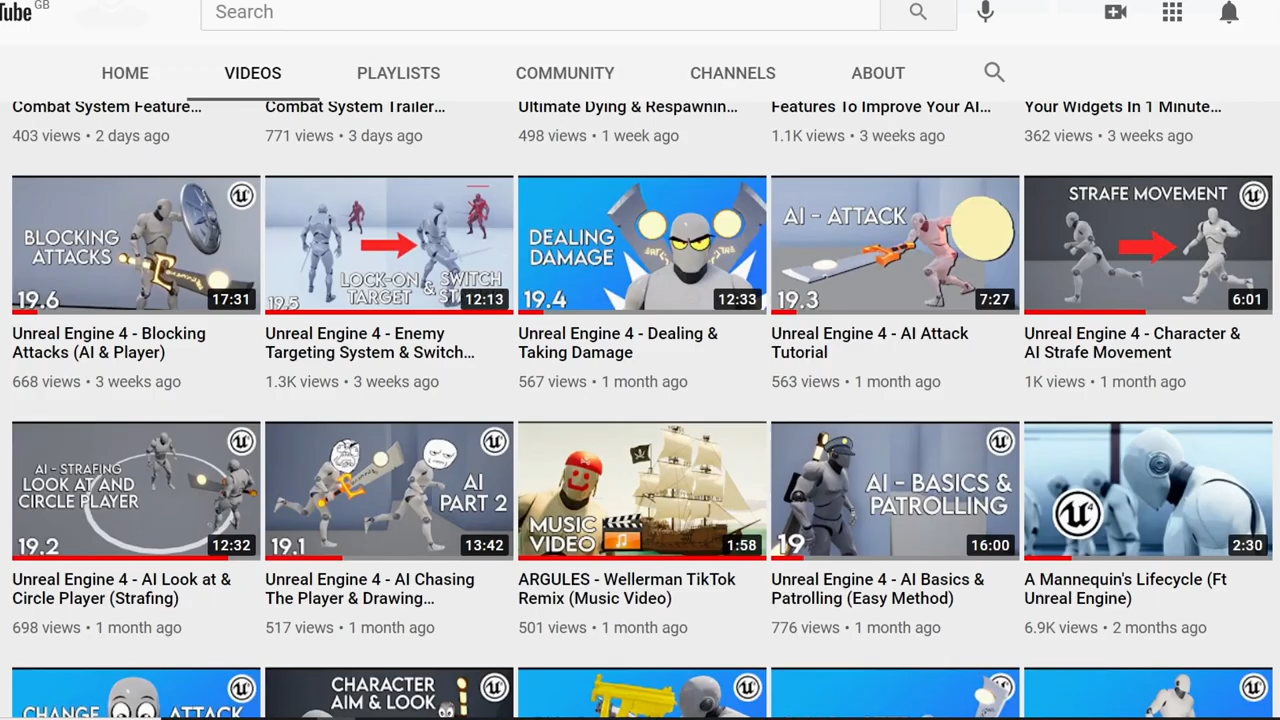 Tube GB
Search
HOME VIDEOS PLAYLISTS COMMUNITY CHANNELS ABOUT
Combat System Feature...
403 views • 2 days ago
Combat System Trailer...
771 views • 3 days ago
Ultimate Dying & Respawnin...
498 views • 1 week ago
Features To Improve Your AI...
1.1K views • 3 weeks ago
Your Widgets In 1 Minute...
362 views • 3 weeks ago
BLOCKING
ATTACKS
19.6
17:31
Unreal Engine 4 - Blocking
Attacks (AI & Player)
668 views • 3 weeks ago
LOCK-ON & SWITCH
TARGET
19.5
12:13
Unreal Engine 4 - Enemy
Targeting System & Switch...
1.3K views • 3 weeks ago
DEALING
DAMAGE
19.4
12:33
Unreal Engine 4 - Dealing &
Taking Damage
567 views • 1 month ago
AI - ATTACK
19.3
7:27
Unreal Engine 4 - AI Attack
Tutorial
563 views • 1 month ago
STRAFE MOVEMENT
6:01
Unreal Engine 4 - Character &
AI Strafe Movement
1K views • 1 month ago
AI - STRAFING
LOOK AT AND
CIRCLE PLAYER
19.2
12:32
Unreal Engine 4 - AI Look at &
Circle Player (Strafing)
698 views • 1 month ago
AI
PART 2
19.1
13:42
Unreal Engine 4 - AI Chasing
The Player & Drawing...
517 views • 1 month ago
MUSIC
VIDEO
1:58
ARGULES - Wellerman TikTok
Remix (Music Video)
501 views • 1 month ago
AI - BASICS &
PATROLLING
19
16:00
Unreal Engine 4 - AI Basics &
Patrolling (Easy Method)
776 views • 1 month ago
2:30
A Mannequin's Lifecycle (Ft
Unreal Engine)
6.9K views • 2 months ago
CHANGE ATTACK
CHARACTER
AIM & LOOK